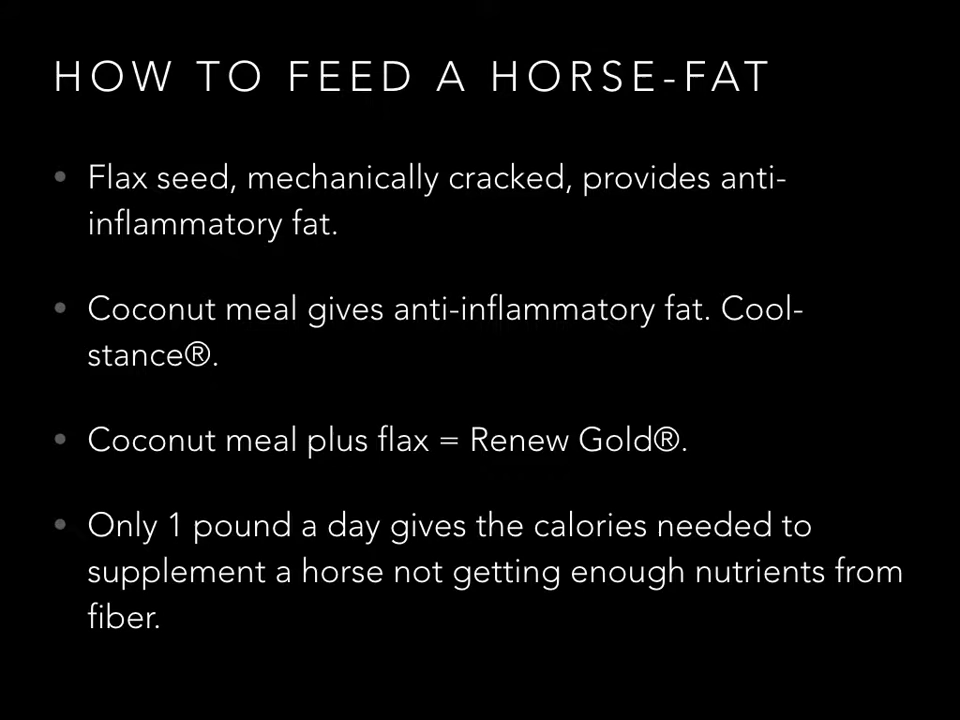 HOW TO FEED A HORSE-FAT
• Flax seed, mechanically cracked, provides anti-
inflammatory fat.
• Coconut meal gives anti-inflammatory fat. Cool-
stance®.
• Coconut meal plus flax = Renew Gold®.
• Only 1 pound a day gives the calories needed to
supplement a horse not getting enough nutrients from
fiber.